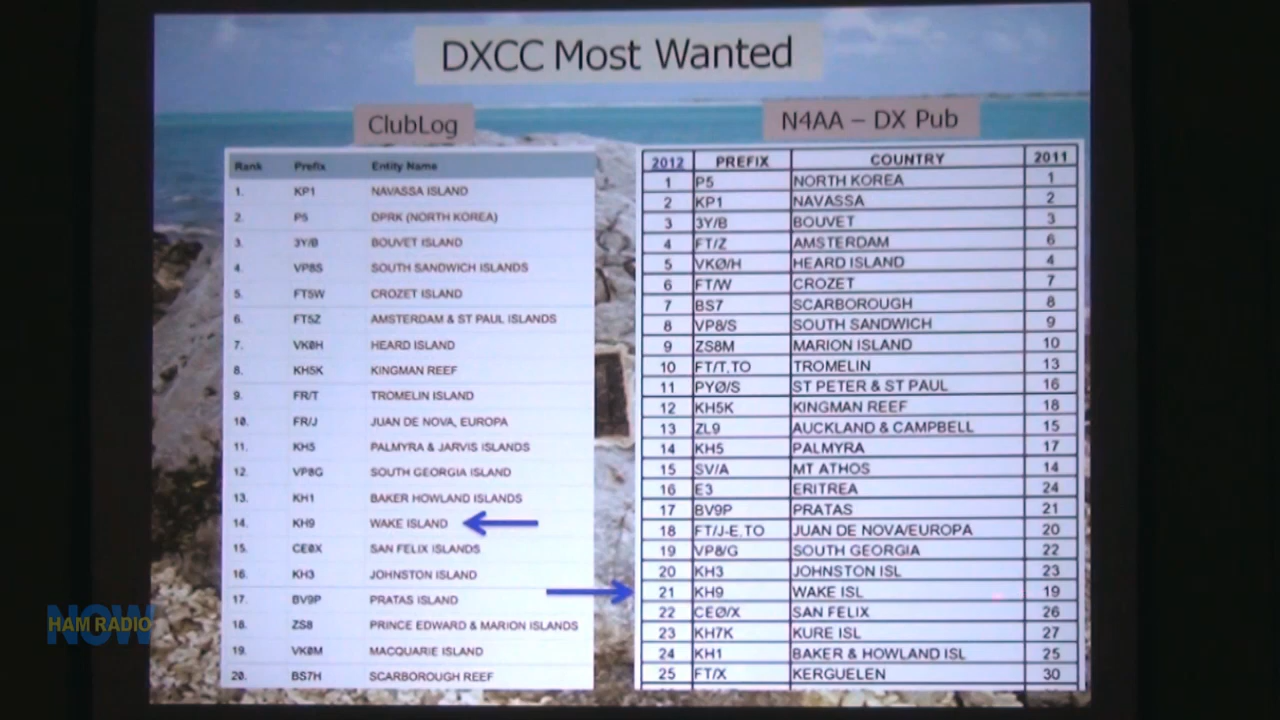 DXCC Most Wanted
ClubLog
Rank Prefix Entity Name
1. KP1 NAVASSA ISLAND
2. P5 DPRK (NORTH KOREA)
3. 3Y/B BOUVET ISLAND
4. VP8S SOUTH SANDWICH ISLANDS
5. FT5W CROZET ISLAND
6. FT5Z AMSTERDAM & ST PAUL ISLANDS
7. VK0H HEARD ISLAND
8. KH5K KINGMAN REEF
9. FR/T TROMELIN ISLAND
10. FR/J JUAN DE NOVA, EUROPA
11. KH5 PALMYRA & JARVIS ISLANDS
12. VP8G SOUTH GEORGIA ISLAND
13. KH1 BAKER HOWLAND ISLANDS
14. KH9 WAKE ISLAND
15. CE0X SAN FELIX ISLANDS
16. KH3 JOHNSTON ISLAND
17. BV9P PRATAS ISLAND
18. ZS8 PRINCE EDWARD & MARION ISLANDS
19. VK0M MACQUARIE ISLAND
20. BS7H SCARBOROUGH REEF
N4AA – DX Pub
2012 PREFIX COUNTRY 2011
1 P5 NORTH KOREA 1
2 KP1 NAVASSA 2
3 3Y/B BOUVET 3
4 FT/Z AMSTERDAM 6
5 VKØ/H HEARD ISLAND 4
6 FT/W CROZET 7
7 BS7 SCARBOROUGH 8
8 VP8/S SOUTH SANDWICH 9
9 ZS8M MARION ISLAND 10
10 FT/T,TO TROMELIN 13
11 PYØ/S ST PETER & ST PAUL 16
12 KH5K KINGMAN REEF 18
13 ZL9 AUCKLAND & CAMPBELL 15
14 KH5 PALMYRA 17
15 SV/A MT ATHOS 14
16 E3 ERITREA 24
17 BV9P PRATAS 21
18 FT/J-E,TO JUAN DE NOVA/EUROPA 20
19 VP8/G SOUTH GEORGIA 22
20 KH3 JOHNSTON ISL 23
21 KH9 WAKE ISL 19
22 CEØ/X SAN FELIX 26
23 KH7K KURE ISL 27
24 KH1 BAKER & HOWLAND ISL 25
25 FT/X KERGUELEN 30
HAM RADIO
NOW